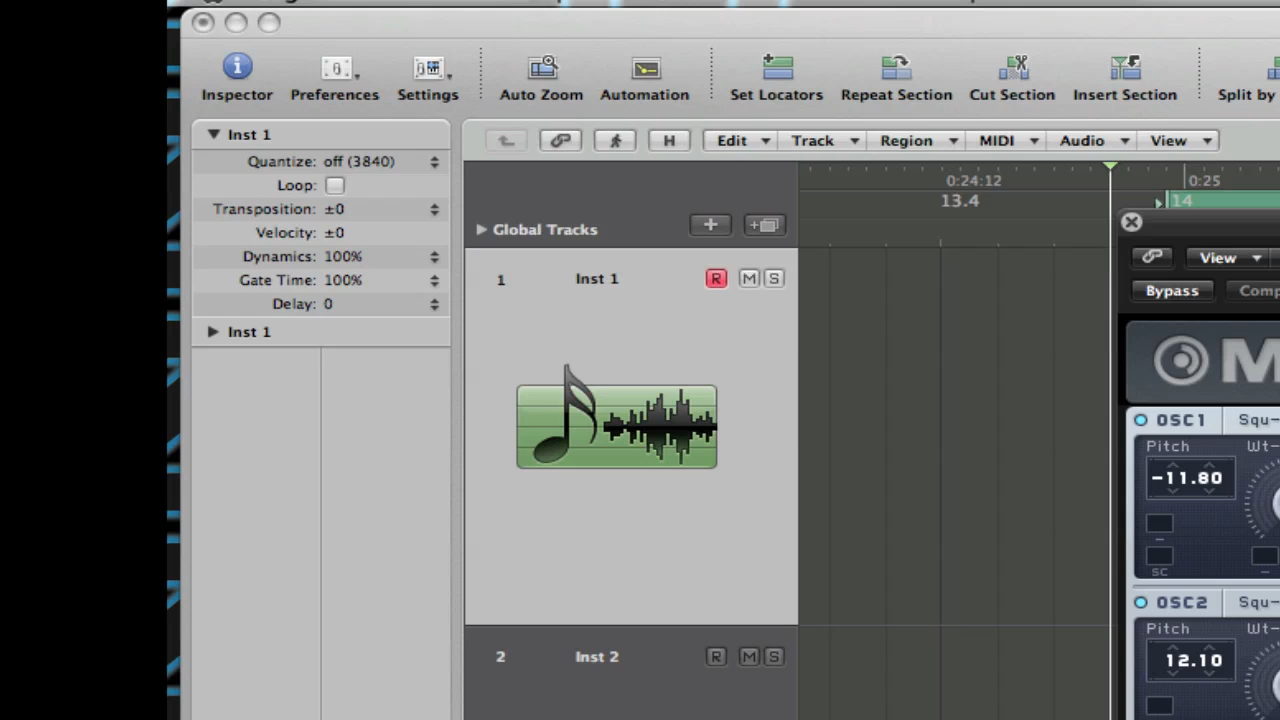 Inspector Preferences Settings Auto Zoom Automation Set Locators Repeat Section Cut Section Insert Section Split by
Inst 1
H Edit Track Region MIDI Audio View
Quantize: off (3840)
Loop:
Transposition: ±0
Velocity: ±0
Dynamics: 100%
Gate Time: 100%
Delay: 0
Inst 1
0:24:12 0:25
13.4 14
Global Tracks
1 Inst 1 R M S
2 Inst 2 R M S
View
Bypass
M
OSC1
Pitch
-11.80
SC
OSC2
Pitch
12.10